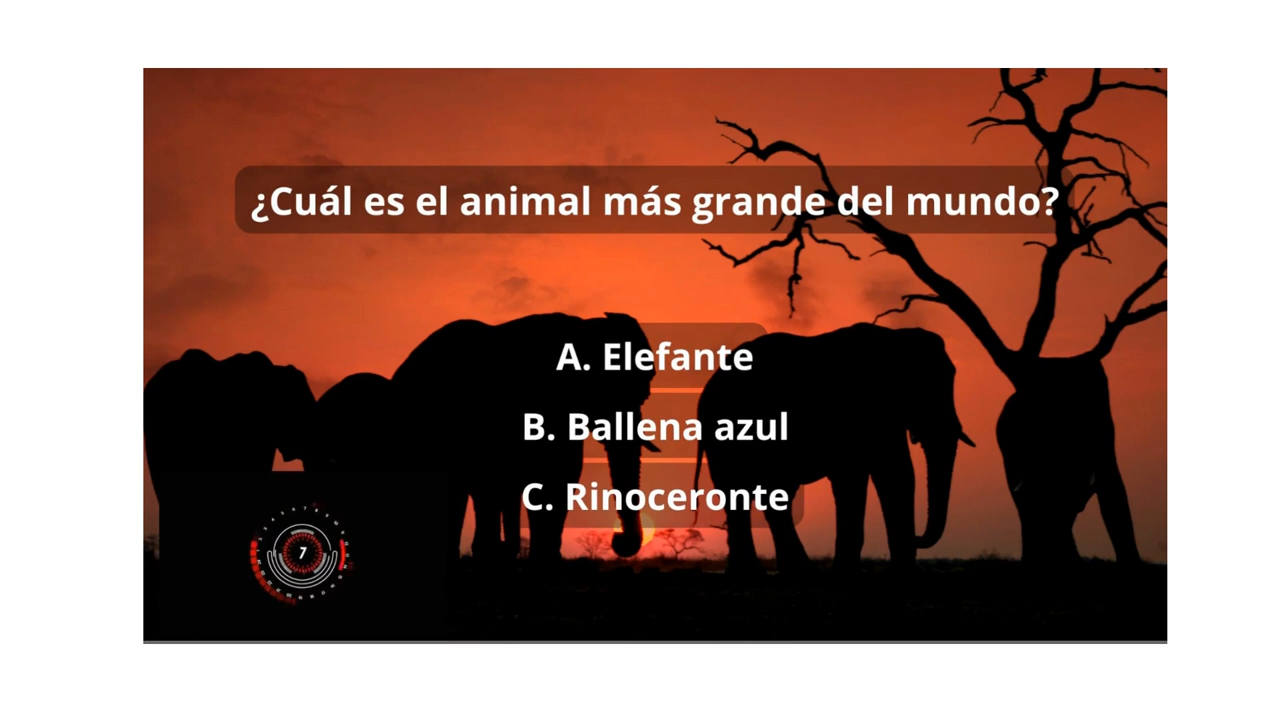 ¿Cuál es el animal más grande del mundo?
A. Elefante
B. Ballena azul
C. Rinoceronte
7